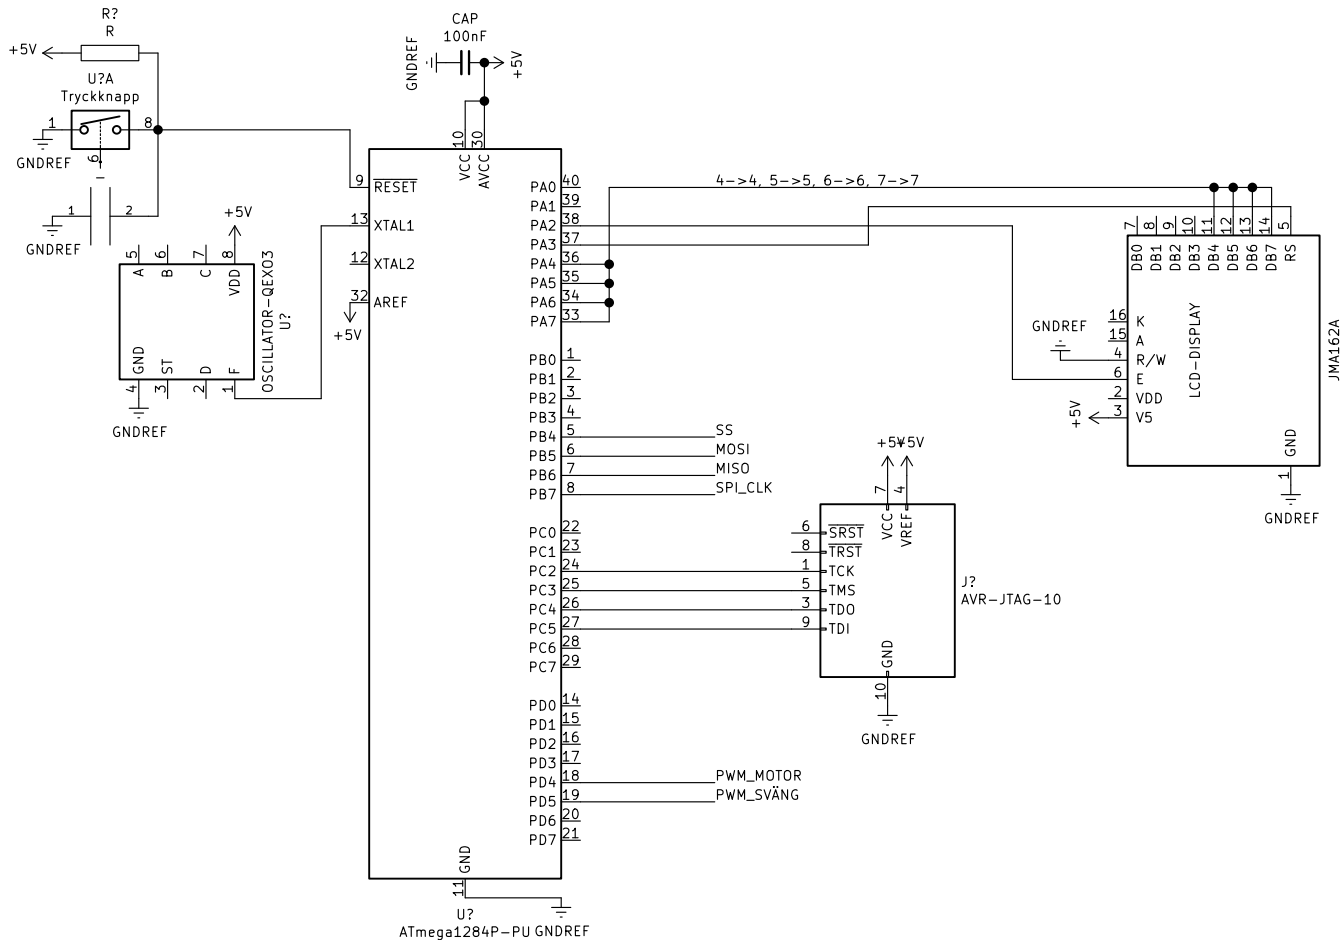 R?
R
+5V
U?A
Tryckknapp
1
8
6
GNDREF
1
2
GNDREF
+5V
5
6
7
8
A
B
C
VDD
GND
ST
D
F
4
3
2
1
OSCILLATOR-QEXO3
U?
GNDREF
CAP
100nF
GNDREF
+5V
10
30
VCC
AVCC
9
RESET
13
XTAL1
12
XTAL2
32
AREF
+5V
PA0
40
PA1
39
PA2
38
PA3
37
PA4
36
PA5
35
PA6
34
PA7
33
PB0
1
PB1
2
PB2
3
PB3
4
PB4
5
SS
PB5
6
MOSI
PB6
7
MISO
PB7
8
SPI_CLK
PC0
22
PC1
23
PC2
24
PC3
25
PC4
26
PC5
27
PC6
28
PC7
29
PD0
14
PD1
15
PD2
16
PD3
17
PD4
18
PWM_MOTOR
PD5
19
PWM_SVÄNG
PD6
20
PD7
21
GND
11
U?
ATmega1284P-PU
GNDREF
4->4, 5->5, 6->6, 7->7
7
8
9
10
11
12
13
14
5
DB0
DB1
DB2
DB3
DB4
DB5
DB6
DB7
RS
16
K
15
A
4
R/W
6
E
2
VDD
3
V5
GNDREF
+5V
LCD-DISPLAY
JMA162A
GND
1
GNDREF
+5V
+5V
7
4
VCC
VREF
6
SRST
8
TRST
1
TCK
5
TMS
3
TDO
9
TDI
J?
AVR-JTAG-10
GND
10
GNDREF